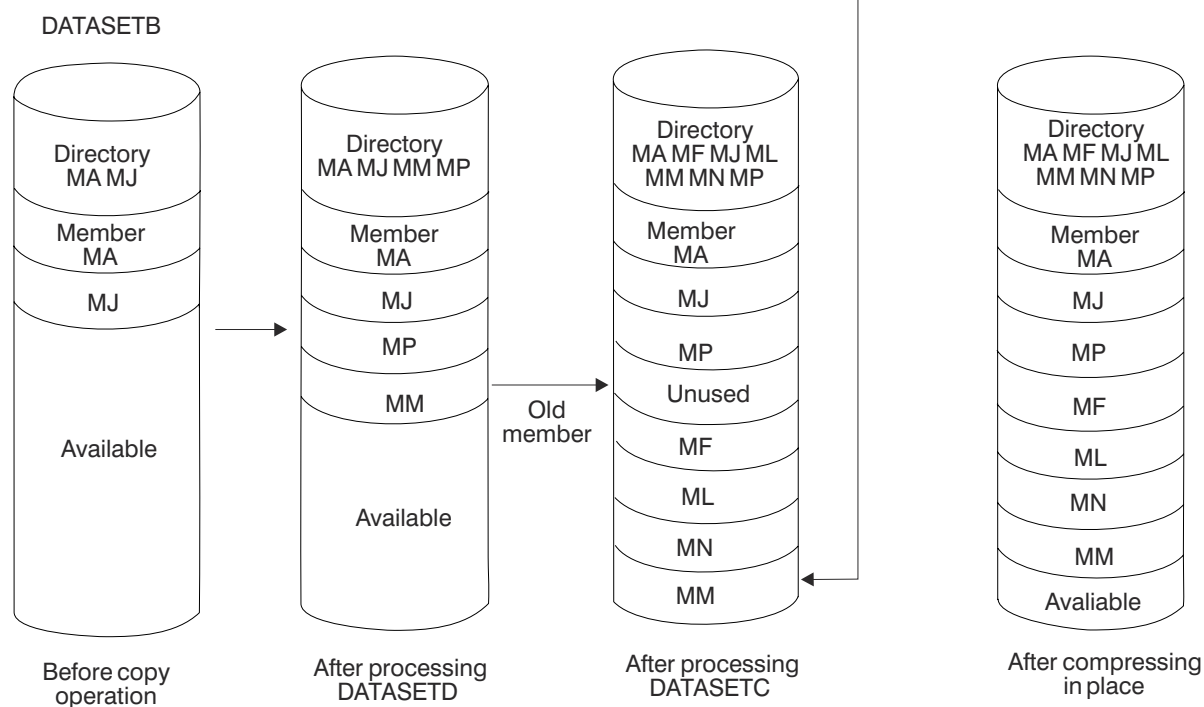 DATASETB
Directory
MA MJ
Member
MA
MJ
Available
Before copy
operation
Directory
MA MJ MM MP
Member
MA
MJ
MP
MM
Available
After processing
DATASETD
Old
member
Directory
MA MF MJ ML
MM MN MP
Member
MA
MJ
MP
Unused
MF
ML
MN
MM
After processing
DATASETC
Directory
MA MF MJ ML
MM MN MP
Member
MA
MJ
MP
MF
ML
MN
MM
Avaliable
After compressing
in place